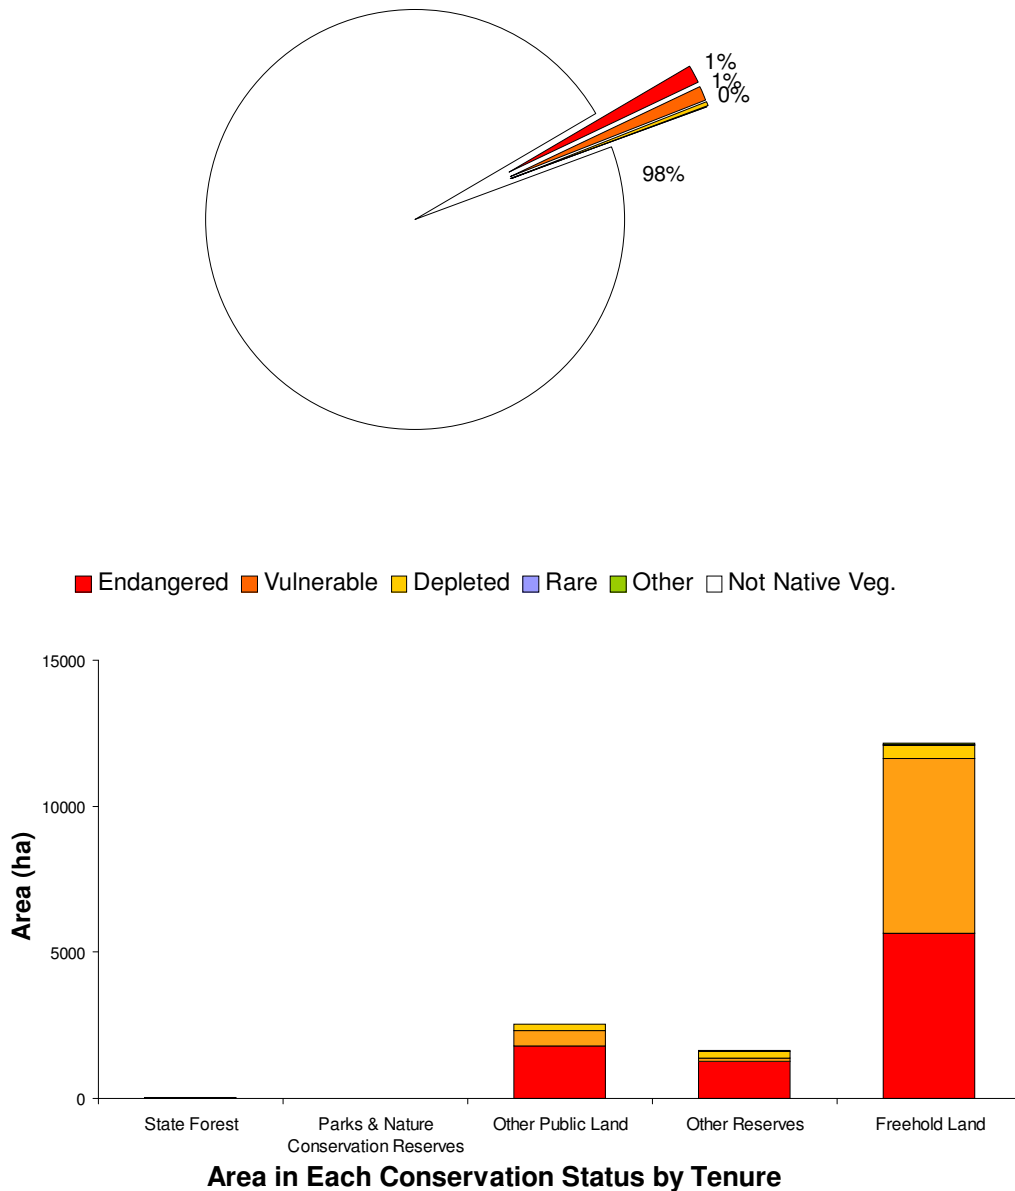 1%
1%
0%
98%
Endangered Vulnerable Depleted Rare Other Not Native Veg.
15000
10000
5000
0
Area (ha)
State Forest
Parks & Nature
Conservation Reserves
Other Public Land
Other Reserves
Freehold Land
Area in Each Conservation Status by Tenure